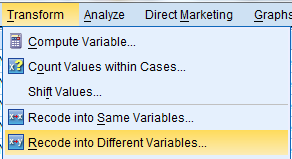 Transform Analyze Direct Marketing Graphs
Compute Variable...
Count Values within Cases...
Shift Values...
Recode into Same Variables...
Recode into Different Variables...